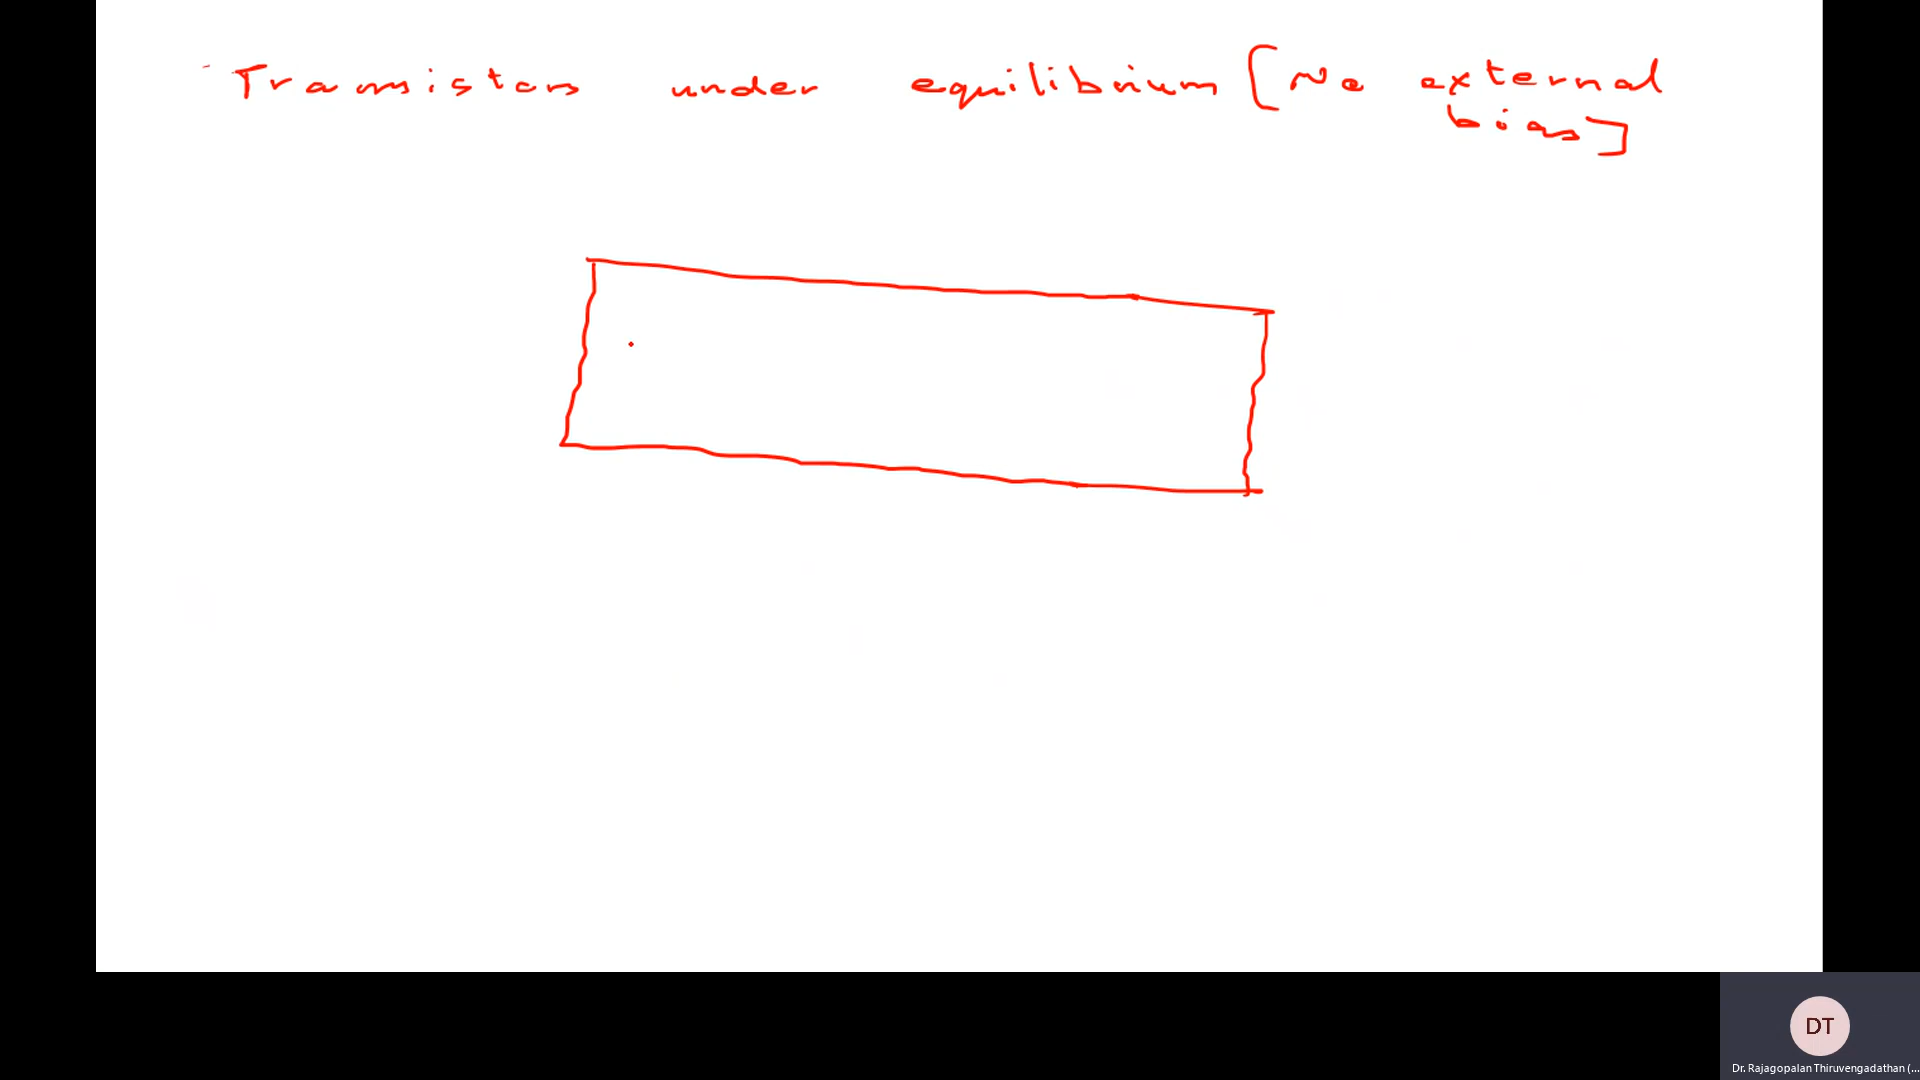 Transistors under equilibrium [No external
bias]
DT
Dr. Rajagopalan Thiruvengadathan (...